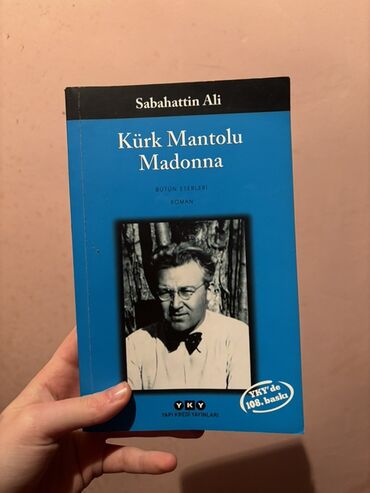 Sabahattin Ali
Kürk Mantolu
Madonna
BÜTÜN ESERLERİ
ROMAN
YKY'de
108. baskı
YKY
YAPI KREDİ YAYINLARI